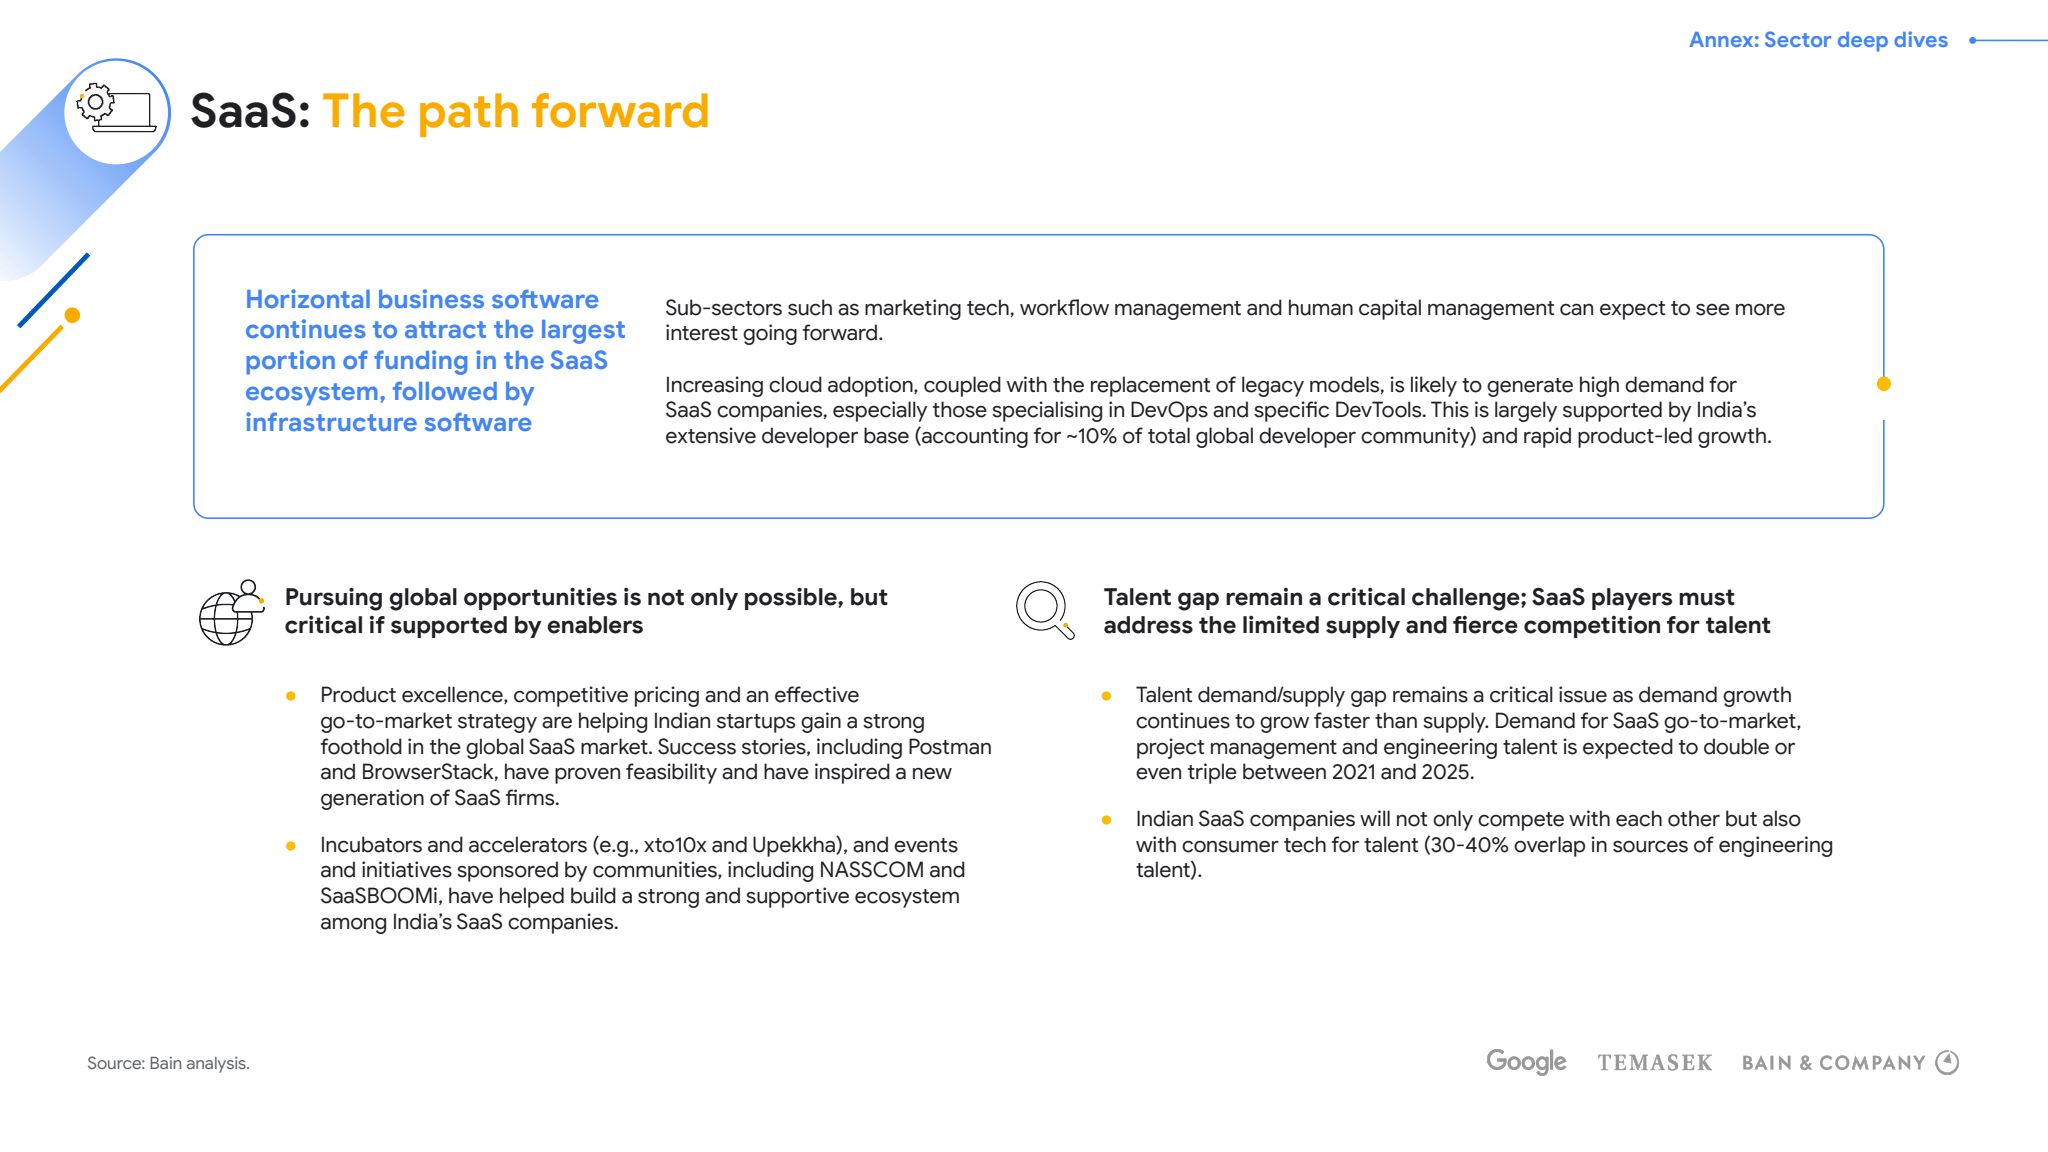 Annex: Sector deep dives
SaaS: The path forward
Horizontal business software
continues to attract the largest
portion of funding in the SaaS
ecosystem, followed by
infrastructure software
Sub-sectors such as marketing tech, workflow management and human capital management can expect to see more
interest going forward.
Increasing cloud adoption, coupled with the replacement of legacy models, is likely to generate high demand for
SaaS companies, especially those specialising in DevOps and specific DevTools. This is largely supported by India’s
extensive developer base (accounting for ~10% of total global developer community) and rapid product-led growth.
Pursuing global opportunities is not only possible, but
critical if supported by enablers
● Product excellence, competitive pricing and an effective
go-to-market strategy are helping Indian startups gain a strong
foothold in the global SaaS market. Success stories, including Postman
and BrowserStack, have proven feasibility and have inspired a new
generation of SaaS firms.
● Incubators and accelerators (e.g., xto10x and Upekkha), and events
and initiatives sponsored by communities, including NASSCOM and
SaaSBOOMi, have helped build a strong and supportive ecosystem
among India’s SaaS companies.
Talent gap remain a critical challenge; SaaS players must
address the limited supply and fierce competition for talent
● Talent demand/supply gap remains a critical issue as demand growth
continues to grow faster than supply. Demand for SaaS go-to-market,
project management and engineering talent is expected to double or
even triple between 2021 and 2025.
● Indian SaaS companies will not only compete with each other but also
with consumer tech for talent (30-40% overlap in sources of engineering
talent).
Source: Bain analysis.
Google TEMASEK BAIN & COMPANY